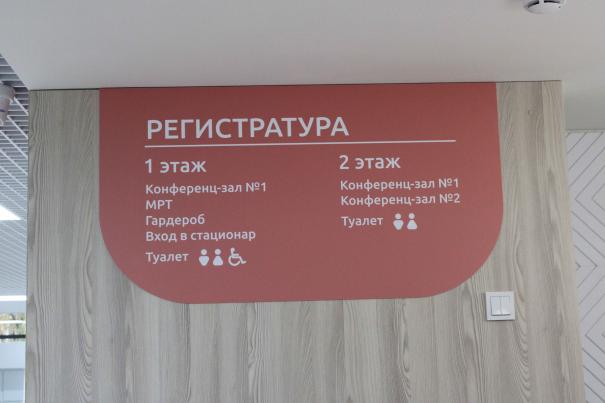 РЕГИСТРАТУРА
1 этаж
Конференц-зал №1
МРТ
Гардероб
Вход в стационар
Туалет
2 этаж
Конференц-зал №1
Конференц-зал №2
Туалет